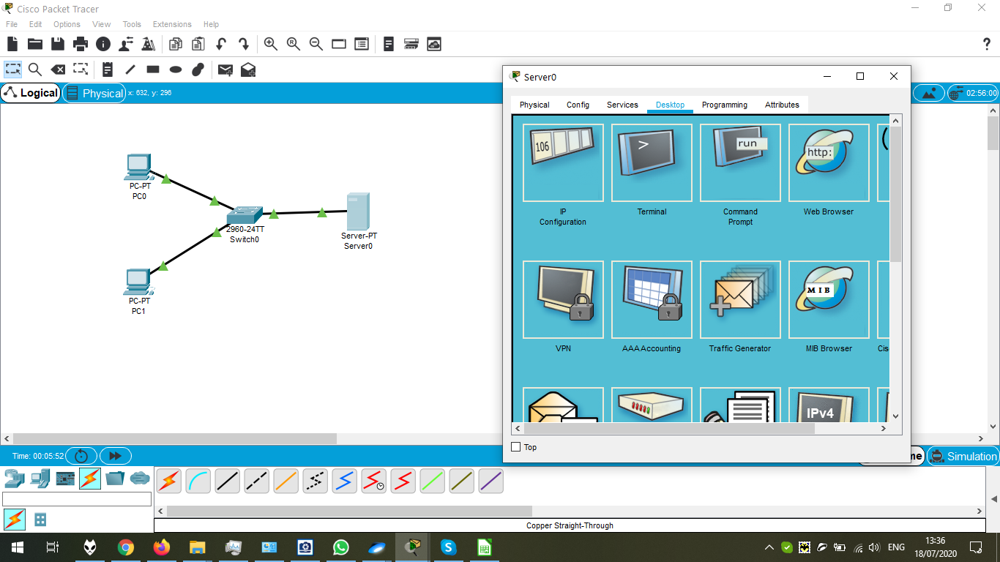 Cisco Packet Tracer
File Edit Options View Tools Extensions Help
Logical
Physical
x: 632, y: 296
02:56:00
PC-PT
PC0
2960-24TT
Switch0
Server-PT
Server0
PC-PT
PC1
Server0
Physical Config Services Desktop Programming Attributes
106
>
run
http:
IP
Configuration
Terminal
Command
Prompt
Web Browser
MIB
VPN
AAA Accounting
Traffic Generator
MIB Browser
Cis
IPv4
Top
Time: 00:05:52
me
Simulation
Copper Straight-Through
ENG
13:36
18/07/2020